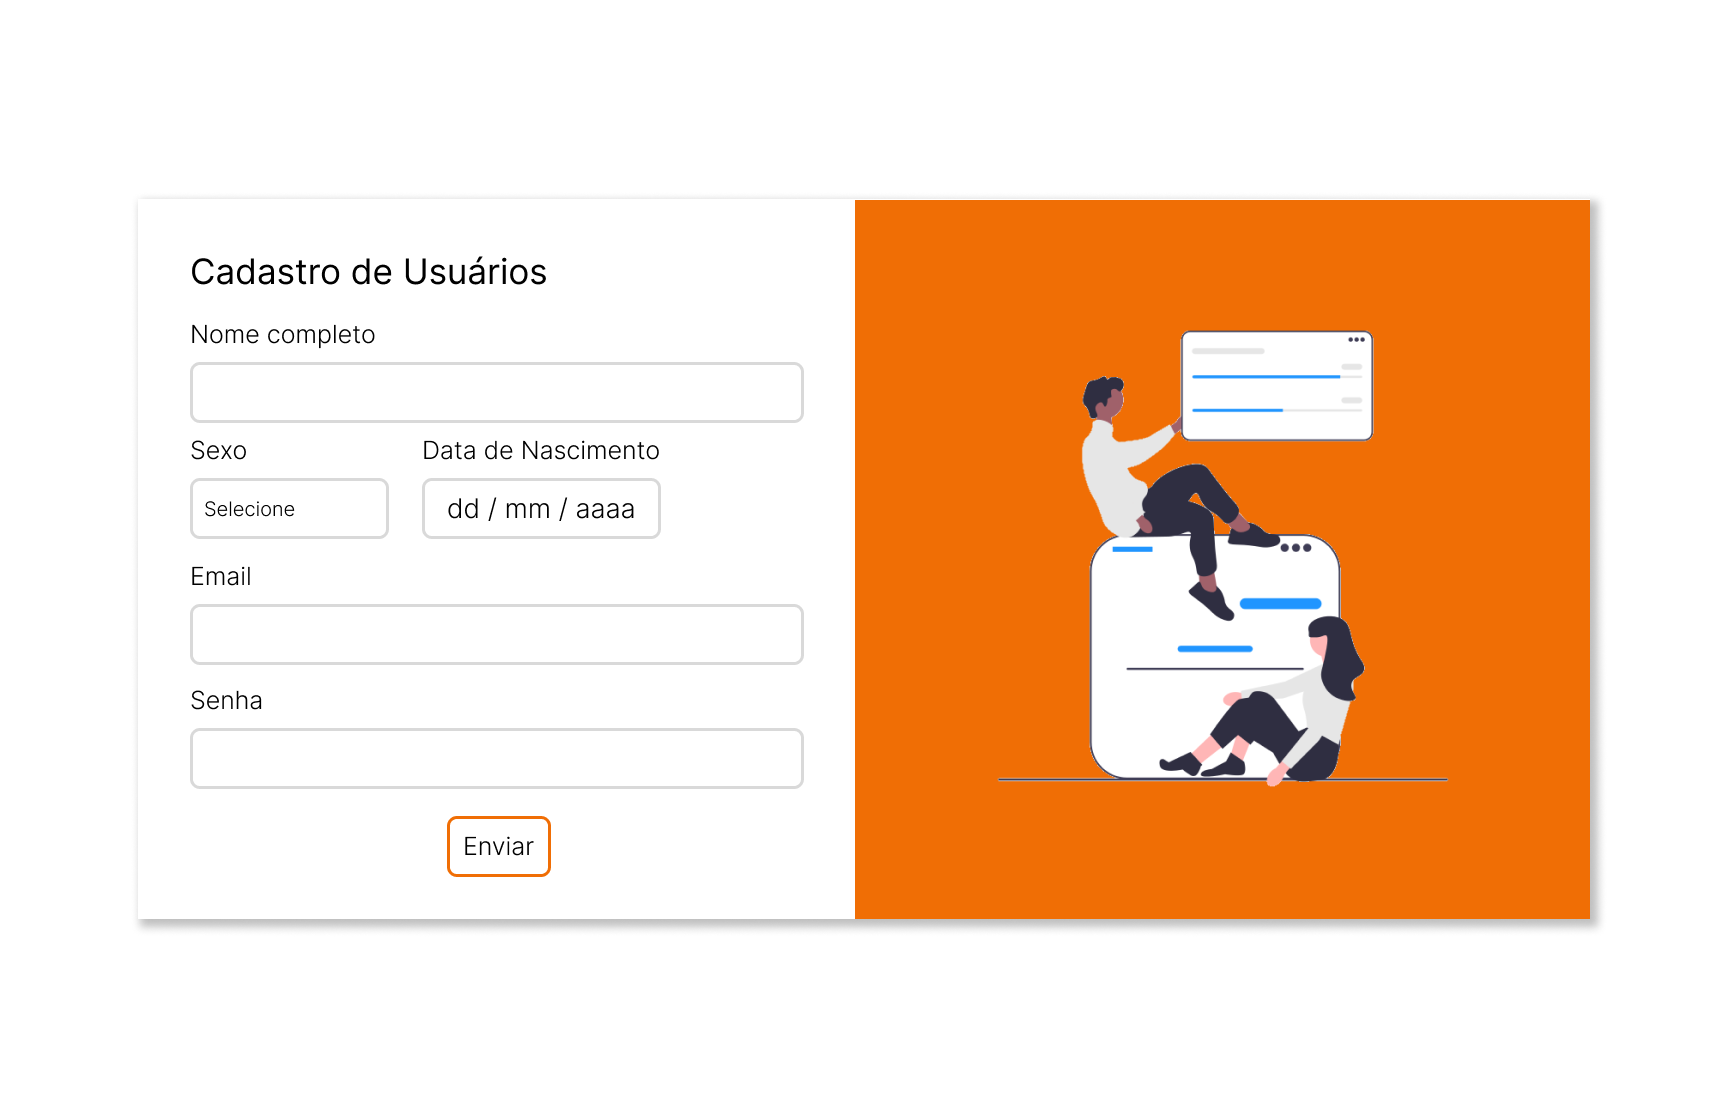 Cadastro de Usuários
Nome completo
Sexo
Data de Nascimento
Selecione
dd / mm / aaaa
Email
Senha
Enviar